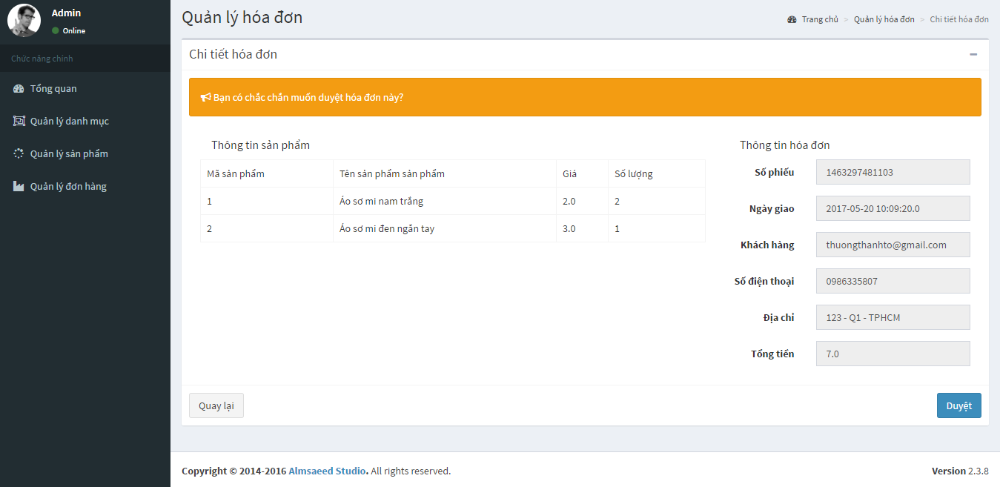 Admin
Online
Chức năng chính
Tổng quan
Quản lý danh mục
Quản lý sản phẩm
Quản lý đơn hàng
Quản lý hóa đơn
Trang chủ > Quản lý hóa đơn > Chi tiết hóa đơn
Chi tiết hóa đơn
Bạn có chắc chắn muốn duyệt hóa đơn này?
Thông tin sản phẩm
Mã sản phẩm Tên sản phẩm sản phẩm Giá Số lượng
1 Áo sơ mi nam trắng 2.0 2
2 Áo sơ mi đen ngắn tay 3.0 1
Thông tin hóa đơn
Số phiếu 1463297481103
Ngày giao 2017-05-20 10:09:20.0
Khách hàng thuongthanhto@gmail.com
Số điện thoại 0986335807
Địa chỉ 123 - Q1 - TPHCM
Tổng tiền 7.0
Quay lại Duyệt
Copyright © 2014-2016 Almsaeed Studio. All rights reserved. Version 2.3.8